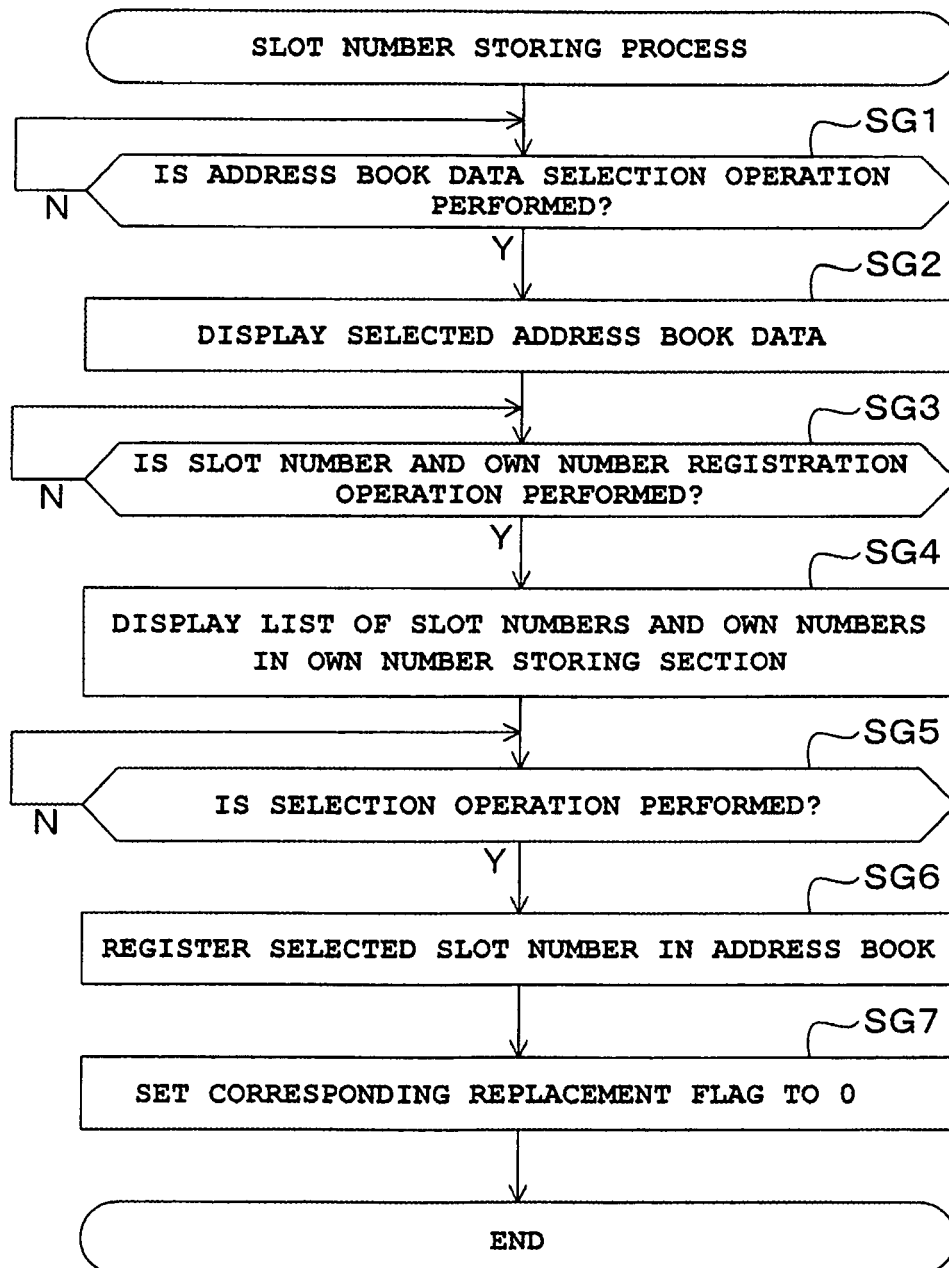 SLOT NUMBER STORING PROCESS
SG1
IS ADDRESS BOOK DATA SELECTION OPERATION
PERFORMED?
N
Y
SG2
DISPLAY SELECTED ADDRESS BOOK DATA
SG3
IS SLOT NUMBER AND OWN NUMBER REGISTRATION
OPERATION PERFORMED?
N
Y
SG4
DISPLAY LIST OF SLOT NUMBERS AND OWN NUMBERS
IN OWN NUMBER STORING SECTION
SG5
IS SELECTION OPERATION PERFORMED?
N
Y
SG6
REGISTER SELECTED SLOT NUMBER IN ADDRESS BOOK
SG7
SET CORRESPONDING REPLACEMENT FLAG TO 0
END